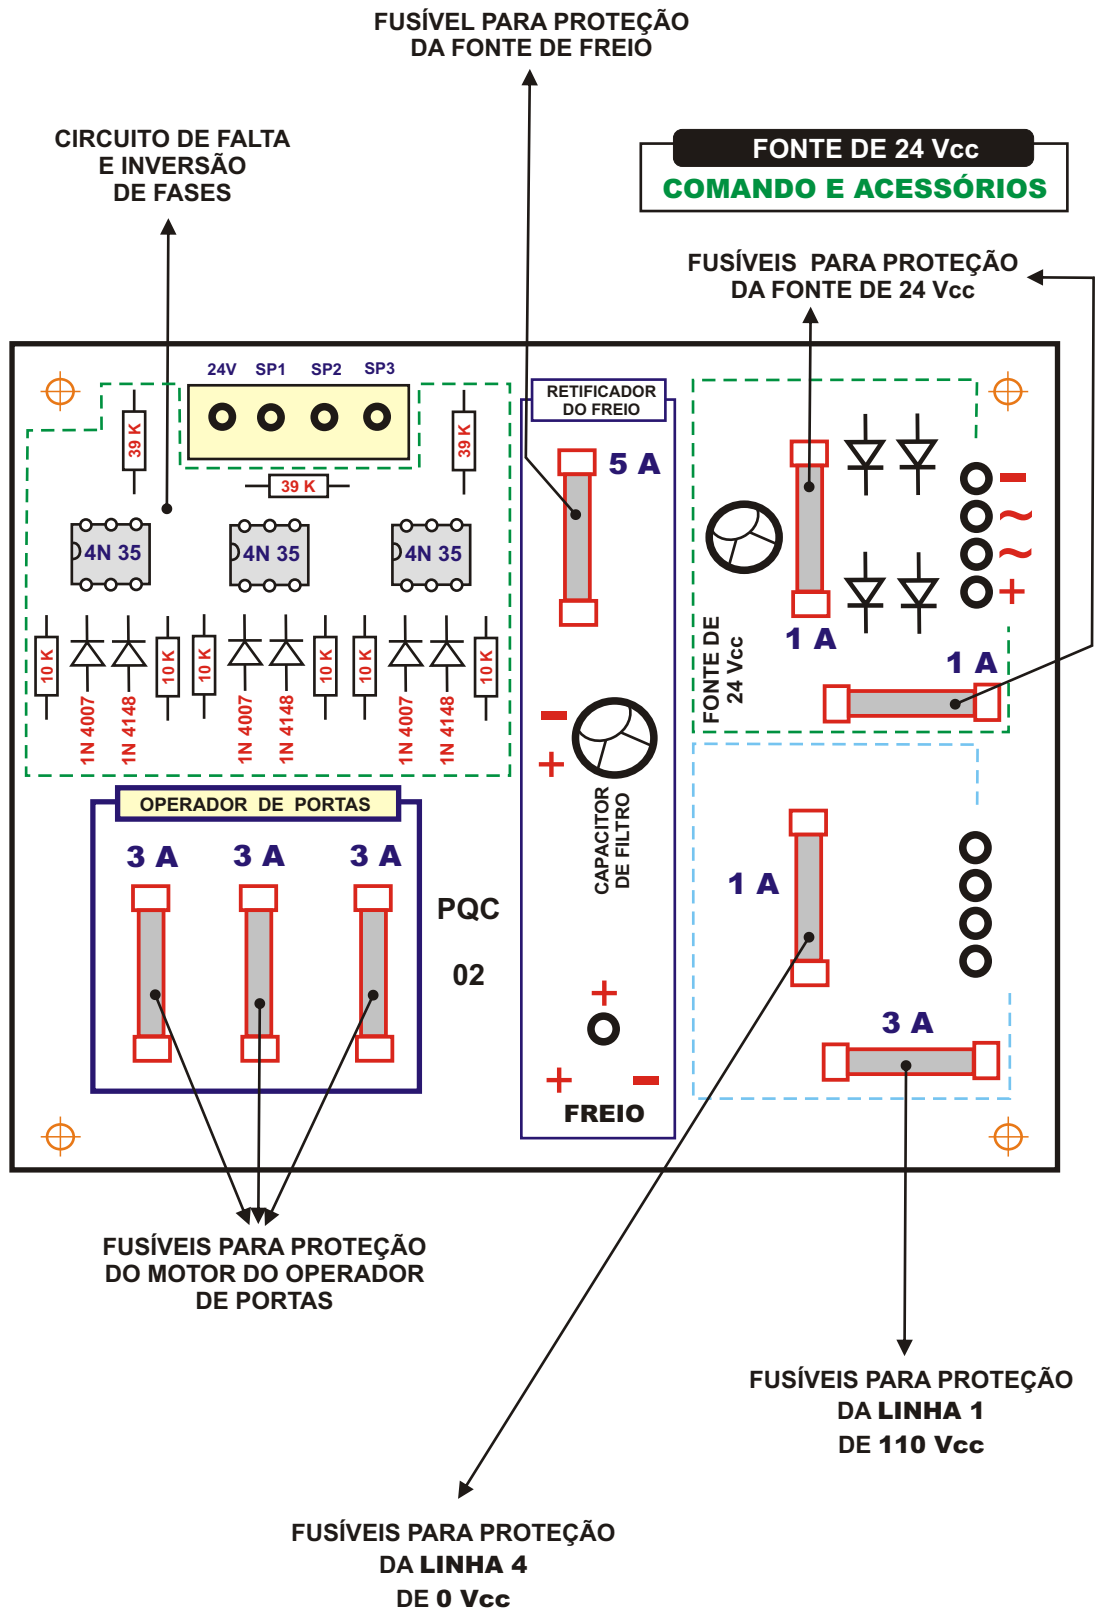 FUSÍVEL PARA PROTEÇÃO
DA FONTE DE FREIO
CIRCUITO DE FALTA
E INVERSÃO
DE FASES
FONTE DE 24 Vcc
COMANDO E ACESSÓRIOS
FUSÍVEIS PARA PROTEÇÃO
DA FONTE DE 24 Vcc
24V SP1 SP2 SP3
39 K
39 K
39 K
4N 35
4N 35
4N 35
10 K
1N 4007
1N 4148
10 K
10 K
1N 4007
1N 4148
10 K
10 K
1N 4007
1N 4148
10 K
RETIFICADOR
DO FREIO
5 A
−
+
CAPACITOR
DE FILTRO
+
+ −
FREIO
1 A
−
~
~
+
1 A
FONTE DE
24 Vcc
OPERADOR DE PORTAS
3 A 3 A 3 A
PQC
02
1 A
3 A
FUSÍVEIS PARA PROTEÇÃO
DO MOTOR DO OPERADOR
DE PORTAS
FUSÍVEIS PARA PROTEÇÃO
DA LINHA 1
DE 110 Vcc
FUSÍVEIS PARA PROTEÇÃO
DA LINHA 4
DE 0 Vcc